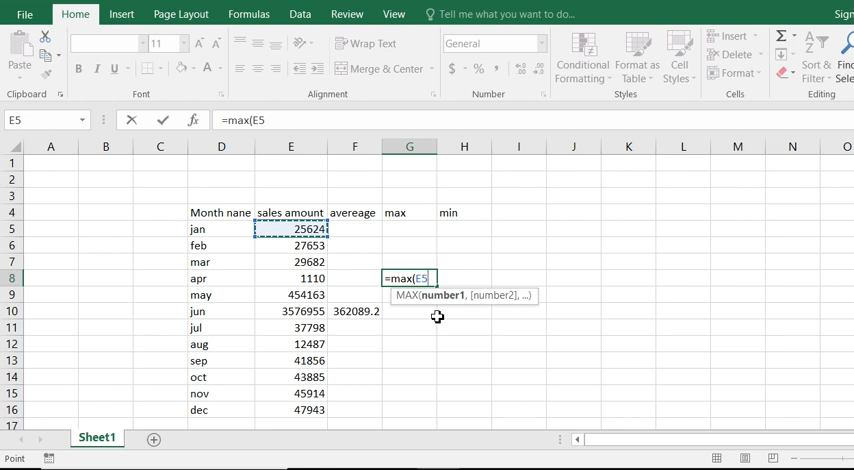 File Home Insert Page Layout Formulas Data Review View Tell me what you want to do... Sign
Paste
11 A A
B I U A
Wrap Text
Merge & Center
General
$ % ,
Conditional Formatting
Format as Table
Cell Styles
Insert
Delete
Format
Sort & Filter
Find
Clipboard Font Alignment Number Styles Cells Editing
E5 fx =max(E5
A B C D E F G H I J K L M N O
1
2
3
4 Month nane sales amount avereage max min
5 jan 25624
6 feb 27653
7 mar 29682
8 apr 1110 =max(E5
9 may 454163 MAX(number1, [number2], ...)
10 jun 3576955 362089.2
11 jul 37798
12 aug 12487
13 sep 41856
14 oct 43885
15 nov 45914
16 dec 47943
17
Sheet1
Point